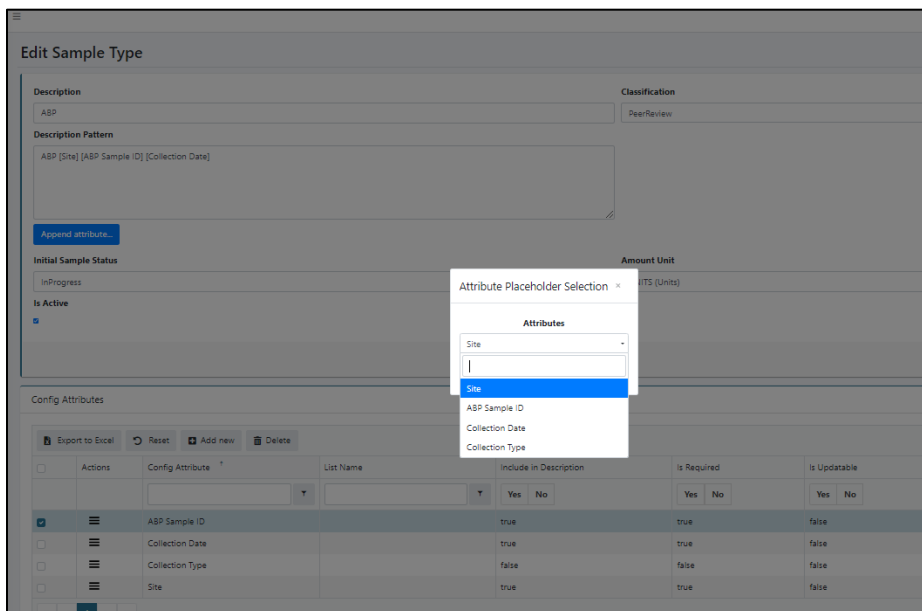 Edit Sample Type
Description
Classification
ABP
PeerReview
Description Pattern
ABP [Site] [ABP Sample ID] [Collection Date]
Append attribute...
Initial Sample Status
Amount Unit
InProgress
ITS (Units)
Is Active
Attribute Placeholder Selection ×
Attributes
Site
Site
ABP Sample ID
Collection Date
Collection Type
Config Attributes
Export to Excel Reset Add new Delete
Actions Config Attribute ↑ List Name Include in Description Is Required Is Updatable
Yes No Yes No Yes No
ABP Sample ID true true false
Collection Date true true false
Collection Type false false false
Site true true false